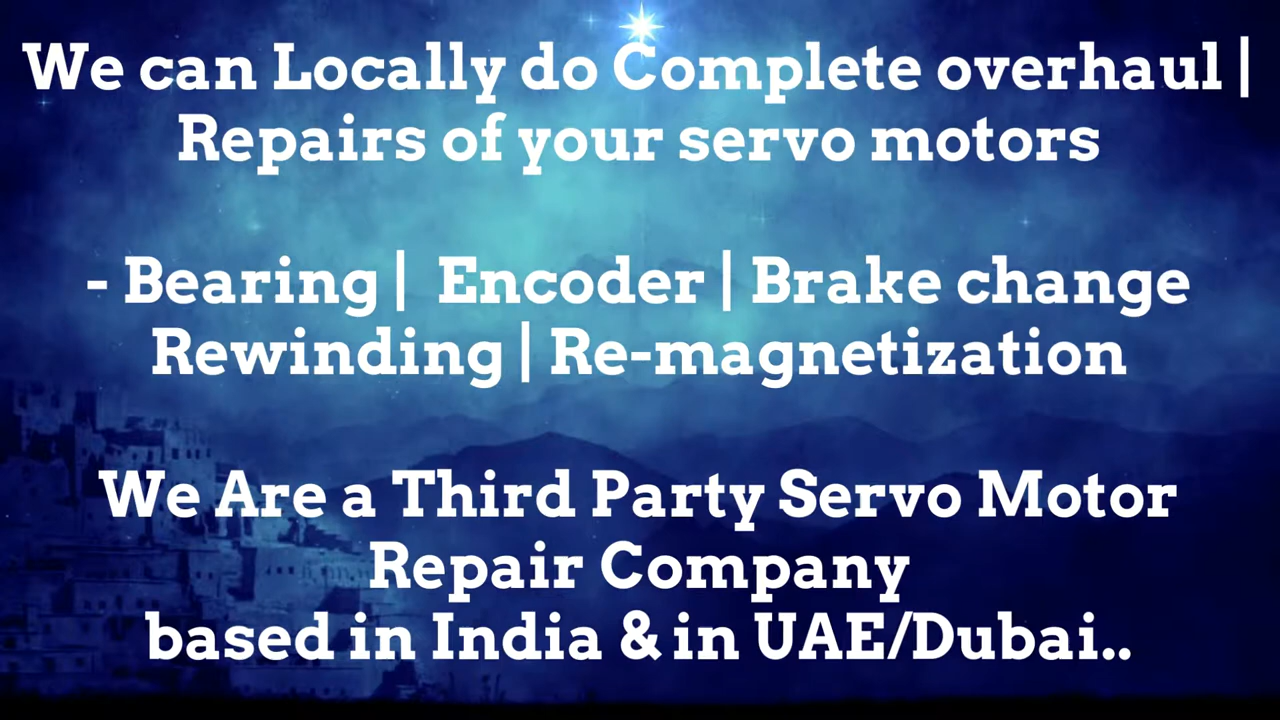 We can Locally do Complete overhaul |
Repairs of your servo motors
- Bearing |  Encoder | Brake change
Rewinding | Re-magnetization
We Are a Third Party Servo Motor
Repair Company
based in India & in UAE/Dubai..